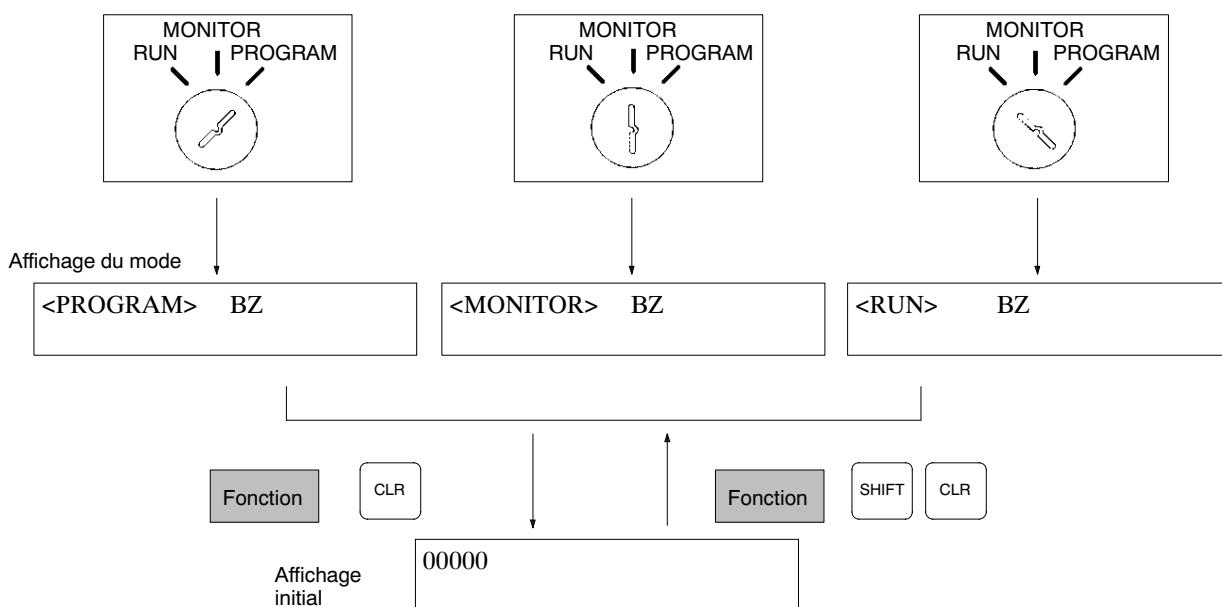 MONITOR
RUN PROGRAM
MONITOR
RUN PROGRAM
MONITOR
RUN PROGRAM
Affichage du mode
<PROGRAM> BZ
<MONITOR> BZ
<RUN> BZ
Fonction
CLR
Fonction
SHIFT
CLR
Affichage
initial
00000